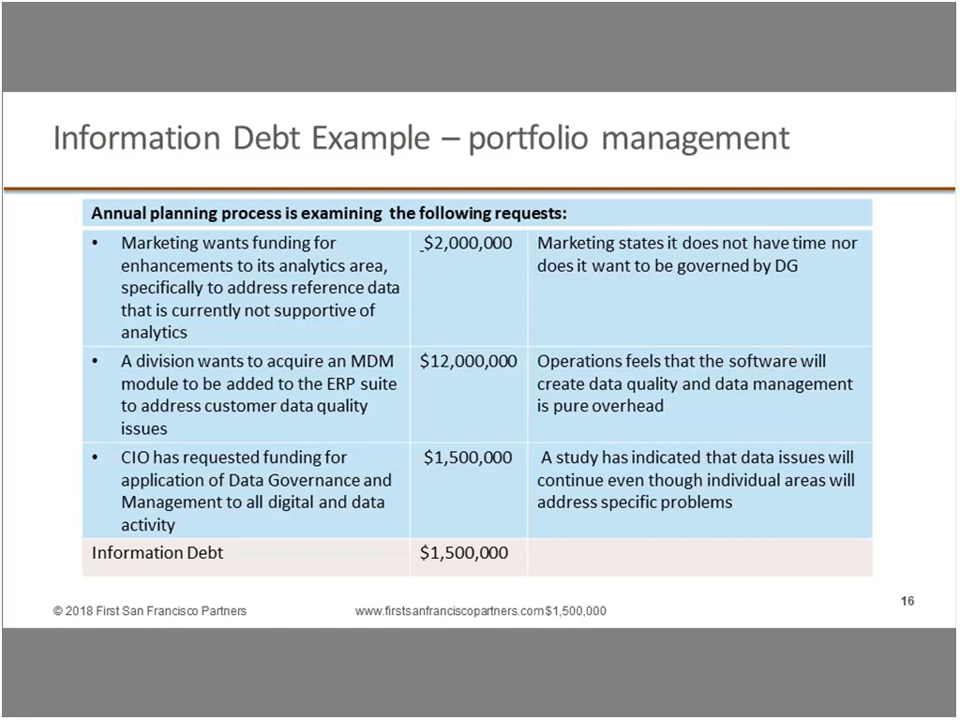 Information Debt Example – portfolio management
Annual planning process is examining the following requests:
• Marketing wants funding for
enhancements to its analytics area,
specifically to address reference data
that is currently not supportive of
analytics
$2,000,000
Marketing states it does not have time nor
does it want to be governed by DG
• A division wants to acquire an MDM
module to be added to the ERP suite
to address customer data quality
issues
$12,000,000
Operations feels that the software will
create data quality and data management
is pure overhead
• CIO has requested funding for
application of Data Governance and
Management to all digital and data
activity
$1,500,000
A study has indicated that data issues will
continue even though individual areas will
address specific problems
Information Debt
$1,500,000
© 2018 First San Francisco Partners
www.firstsanfranciscopartners.com$1,500,000
16